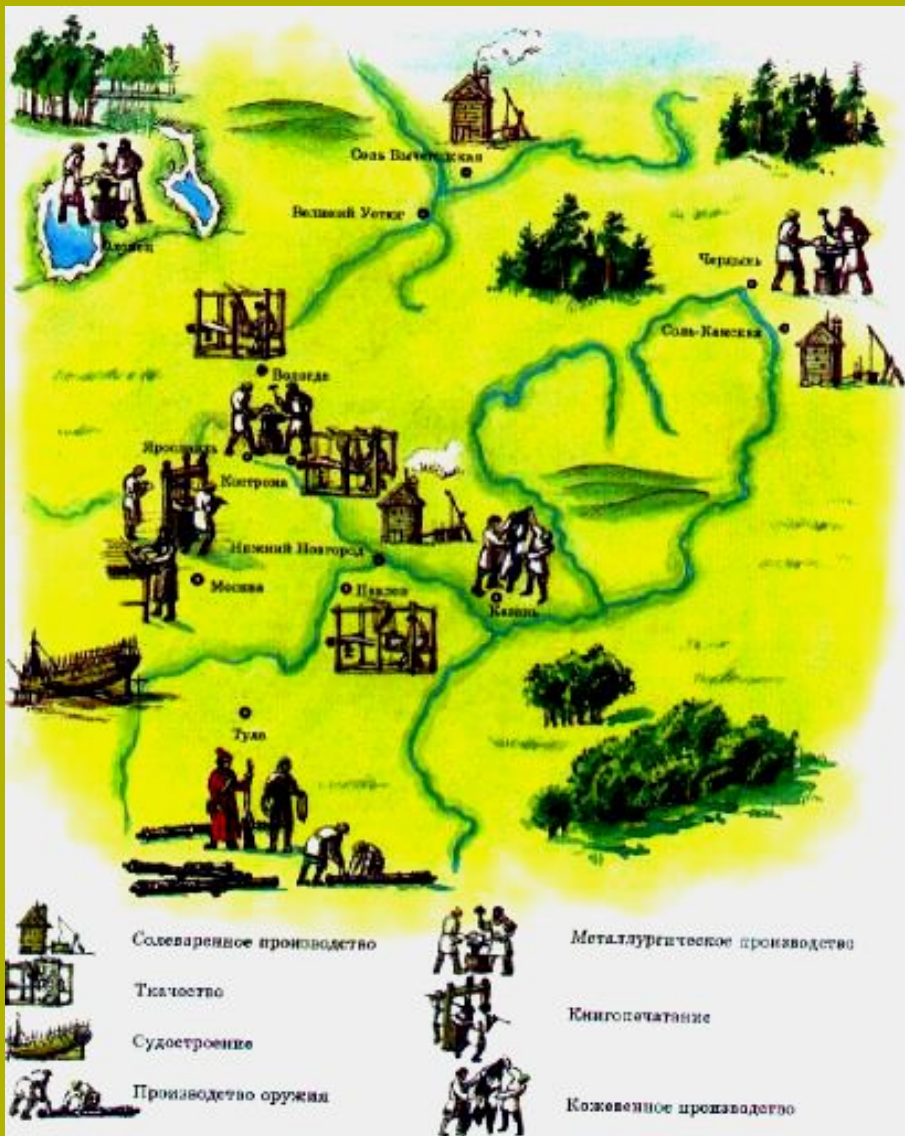 Соль Вычегодская
Великий Устюг
Олонец
Чердынь
Соль-Камская
Вологда
Ярославль
Кострома
Нижний Новгород
Москва
Казань
Тула
Солеваренное производство
Ткачество
Судостроение
Производство оружия
Металлургическое производство
Книгопечатание
Кожевенное производство